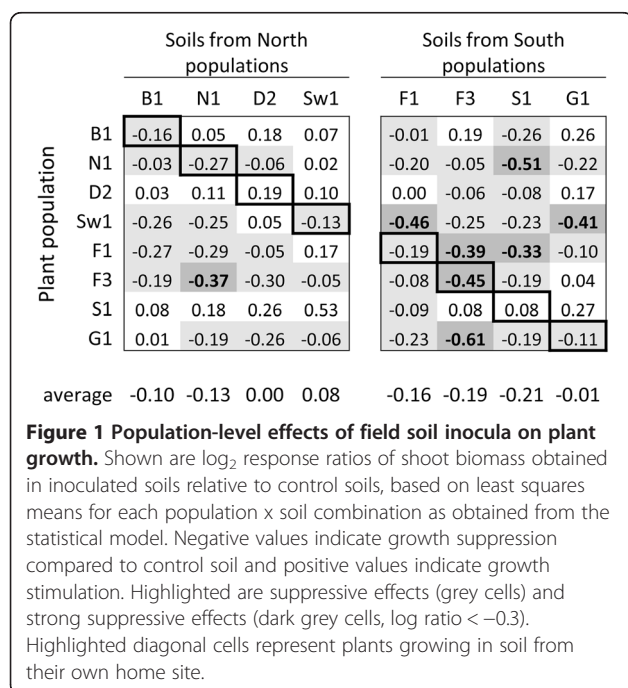 Soils from North populations Soils from South populations
B1 N1 D2 Sw1 F1 F3 S1 G1
Plant population
B1 -0.16 0.05 0.18 0.07 -0.01 0.19 -0.26 0.26
N1 -0.03 -0.27 -0.06 0.02 -0.20 -0.05 -0.51 -0.22
D2 0.03 0.11 0.19 0.10 0.00 -0.06 -0.08 0.17
Sw1 -0.26 -0.25 0.05 -0.13 -0.46 -0.25 -0.23 -0.41
F1 -0.27 -0.29 -0.05 0.17 -0.19 -0.39 -0.33 -0.10
F3 -0.19 -0.37 -0.30 -0.05 -0.08 -0.45 -0.19 0.04
S1 0.08 0.18 0.26 0.53 -0.09 0.08 0.08 0.27
G1 0.01 -0.19 -0.26 -0.06 -0.23 -0.61 -0.19 -0.11
average -0.10 -0.13 0.00 0.08 -0.16 -0.19 -0.21 -0.01
Figure 1 Population-level effects of field soil inocula on plant
growth. Shown are log₂ response ratios of shoot biomass obtained
in inoculated soils relative to control soils, based on least squares
means for each population x soil combination as obtained from the
statistical model. Negative values indicate growth suppression
compared to control soil and positive values indicate growth
stimulation. Highlighted are suppressive effects (grey cells) and
strong suppressive effects (dark grey cells, log ratio < −0.3).
Highlighted diagonal cells represent plants growing in soil from
their own home site.